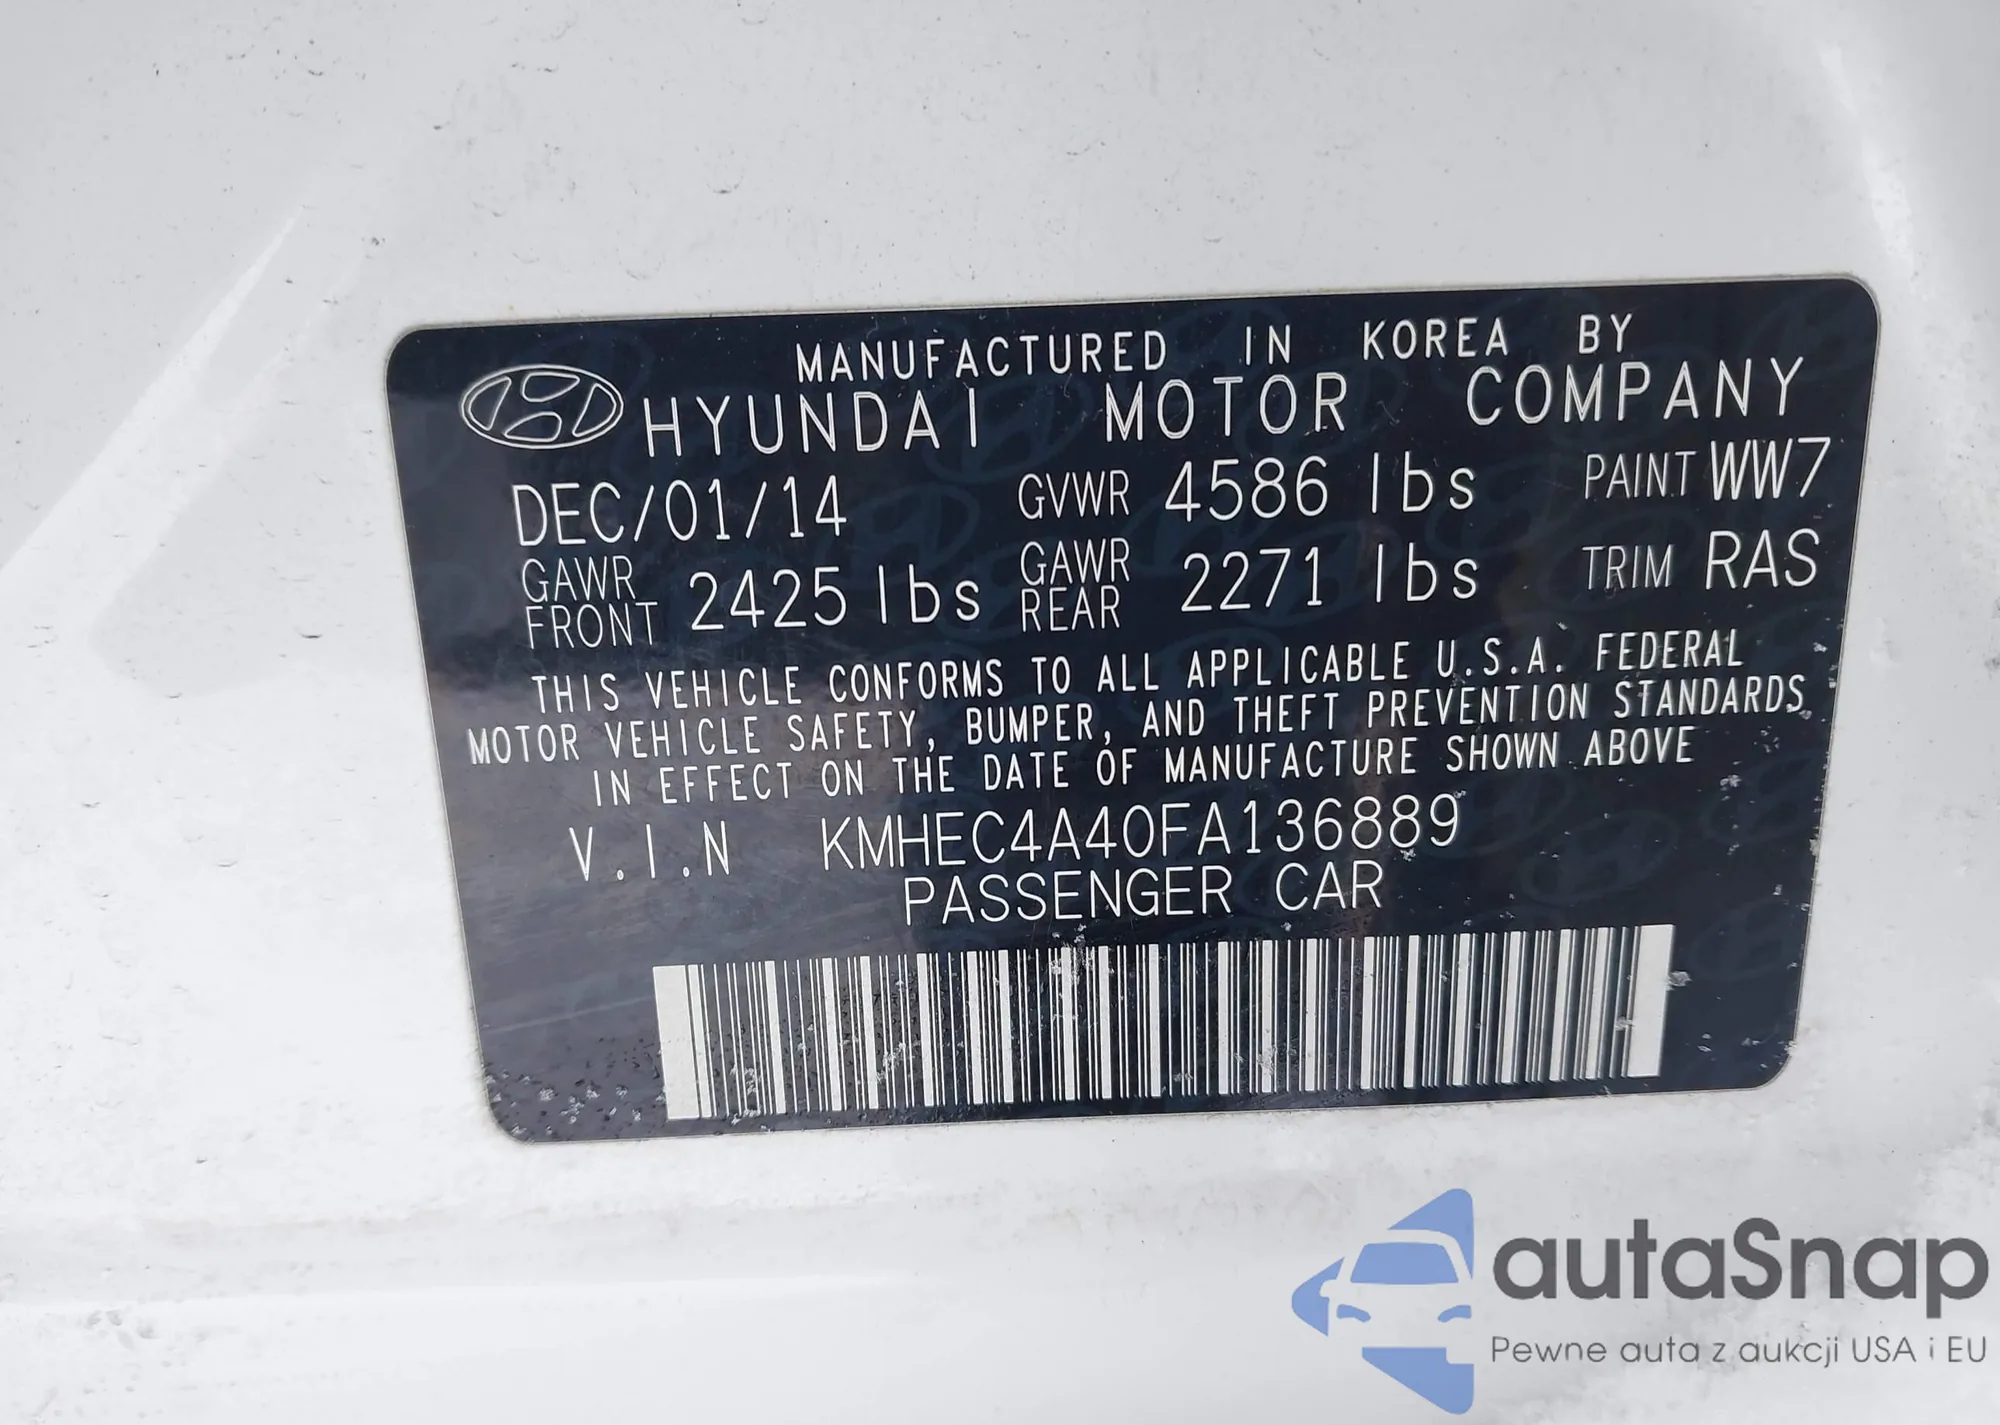 MANUFACTURED IN KOREA BY
HYUNDAI MOTOR COMPANY
DEC/01/14 GVWR 4586 lbs PAINT WW7
GAWR FRONT 2425 lbs GAWR REAR 2271 lbs TRIM RAS
THIS VEHICLE CONFORMS TO ALL APPLICABLE U.S.A. FEDERAL
MOTOR VEHICLE SAFETY, BUMPER, AND THEFT PREVENTION STANDARDS
IN EFFECT ON THE DATE OF MANUFACTURE SHOWN ABOVE
V.I.N KMHEC4A40FA136889
PASSENGER CAR
autaSnap
Pewne auta z aukcji USA i EU